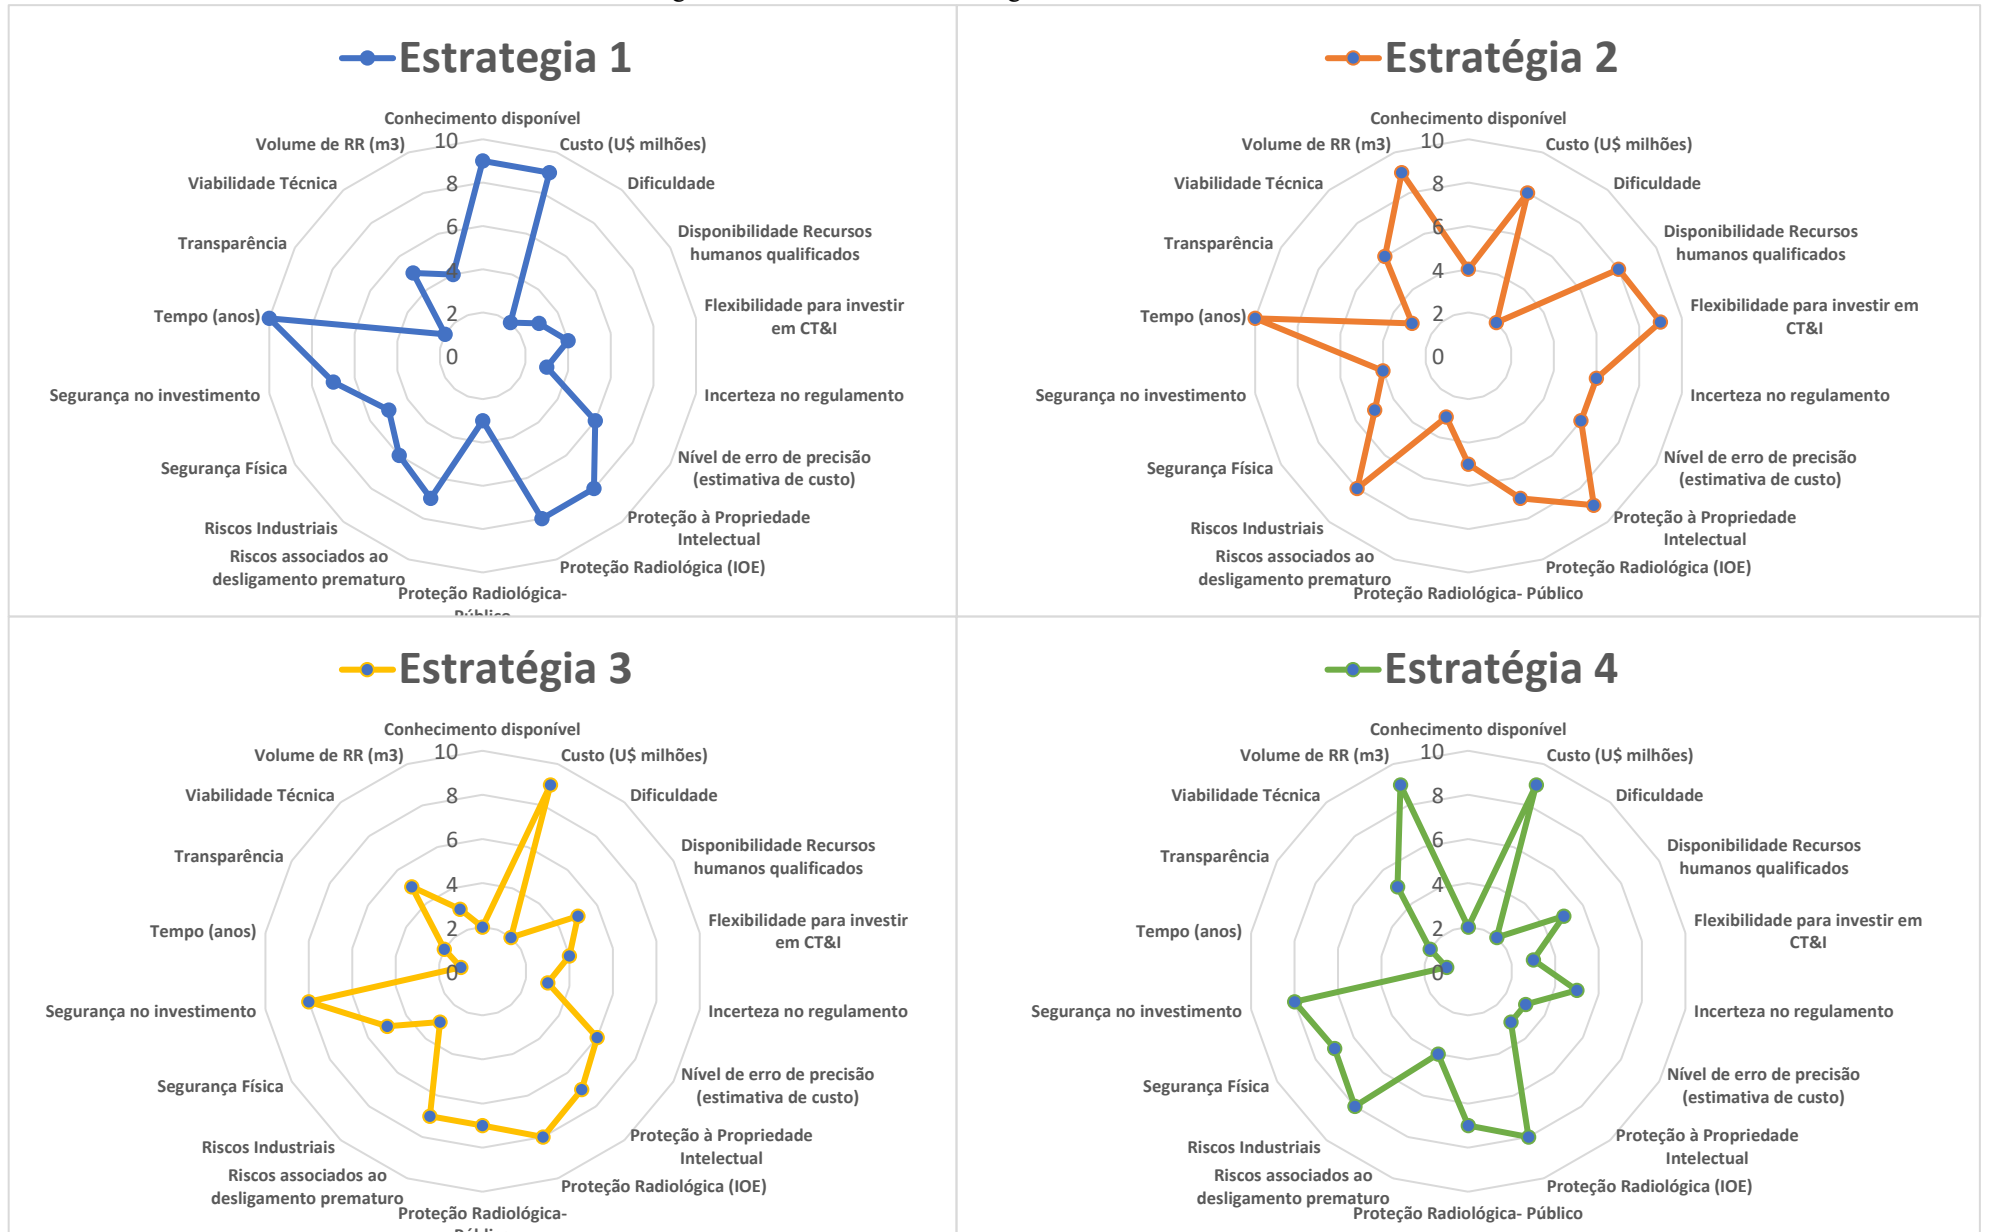 Estrategia 1
Conhecimento disponível
Custo (U$ milhões)
Dificuldade
Disponibilidade Recursos
humanos qualificados
Flexibilidade para investir
em CT&I
Incerteza no regulamento
Nível de erro de precisão
(estimativa de custo)
Proteção à Propriedade
Intelectual
Proteção Radiológica (IOE)
Proteção Radiológica-
Público
Riscos associados ao
desligamento prematuro
Riscos Industriais
Segurança Física
Segurança no investimento
Tempo (anos)
Transparência
Viabilidade Técnica
Volume de RR (m3)
10
8
6
4
2
0
Estratégia 2
Conhecimento disponível
Custo (U$ milhões)
Dificuldade
Disponibilidade Recursos
humanos qualificados
Flexibilidade para investir em
CT&I
Incerteza no regulamento
Nível de erro de precisão
(estimativa de custo)
Proteção à Propriedade
Intelectual
Proteção Radiológica (IOE)
Proteção Radiológica- Público
Riscos associados ao
desligamento prematuro
Riscos Industriais
Segurança Física
Segurança no investimento
Tempo (anos)
Transparência
Viabilidade Técnica
Volume de RR (m3)
10
8
6
4
2
0
Estratégia 3
Conhecimento disponível
Custo (U$ milhões)
Dificuldade
Disponibilidade Recursos
humanos qualificados
Flexibilidade para investir
em CT&I
Incerteza no regulamento
Nível de erro de precisão
(estimativa de custo)
Proteção à Propriedade
Intelectual
Proteção Radiológica (IOE)
Proteção Radiológica-
Riscos associados ao
desligamento prematuro
Riscos Industriais
Segurança Física
Segurança no investimento
Tempo (anos)
Transparência
Viabilidade Técnica
Volume de RR (m3)
10
8
6
4
2
0
Estratégia 4
Conhecimento disponível
Custo (U$ milhões)
Dificuldade
Disponibilidade Recursos
humanos qualificados
Flexibilidade para investir em
CT&I
Incerteza no regulamento
Nível de erro de precisão
(estimativa de custo)
Proteção à Propriedade
Intelectual
Proteção Radiológica (IOE)
Proteção Radiológica- Público
Riscos associados ao
desligamento prematuro
Riscos Industriais
Segurança Física
Segurança no investimento
Tempo (anos)
Transparência
Viabilidade Técnica
Volume de RR (m3)
10
8
6
4
2
0